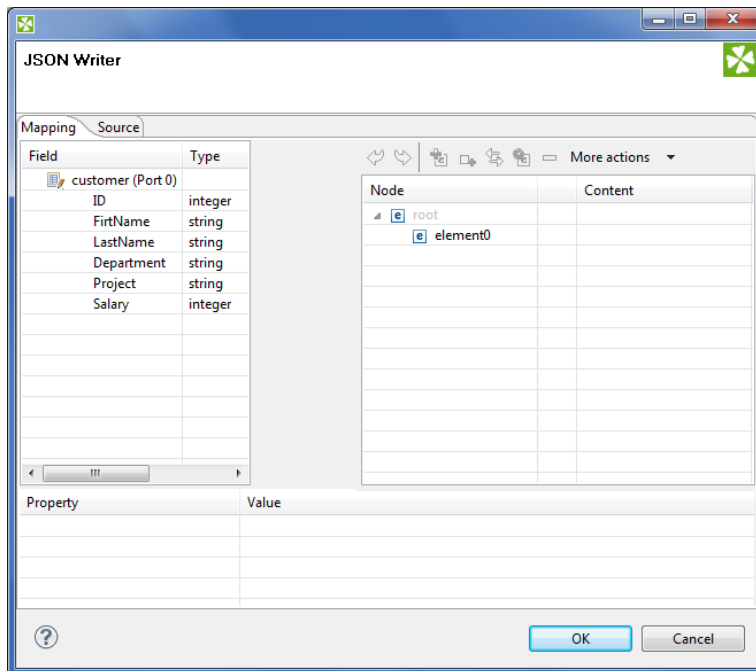 JSON Writer
Mapping Source
Field Type
customer (Port 0)
ID integer
FirtName string
LastName string
Department string
Project string
Salary integer
More actions
Node Content
e root
e element0
Property Value
? OK Cancel